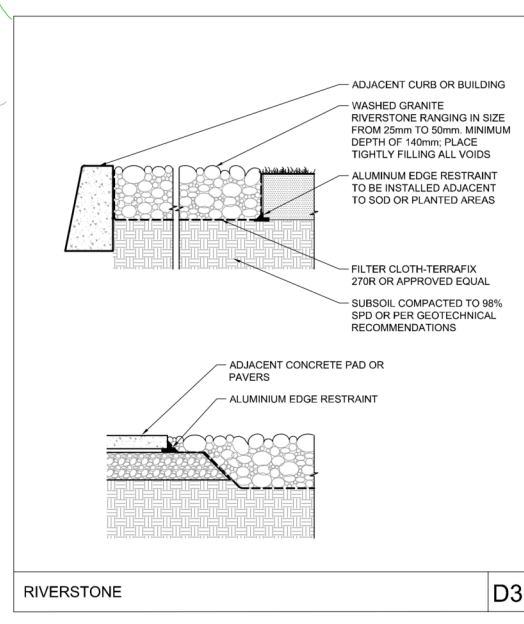 ADJACENT CURB OR BUILDING
WASHED GRANITE
RIVERSTONE RANGING IN SIZE
FROM 25mm TO 50mm. MINIMUM
DEPTH OF 140mm; PLACE
TIGHTLY FILLING ALL VOIDS
ALUMINUM EDGE RESTRAINT
TO BE INSTALLED ADJACENT
TO SOD OR PLANTED AREAS
FILTER CLOTH-TERRAFIX
270R OR APPROVED EQUAL
SUBSOIL COMPACTED TO 98%
SPD OR PER GEOTECHNICAL
RECOMMENDATIONS
ADJACENT CONCRETE PAD OR
PAVERS
ALUMINIUM EDGE RESTRAINT
RIVERSTONE
D3